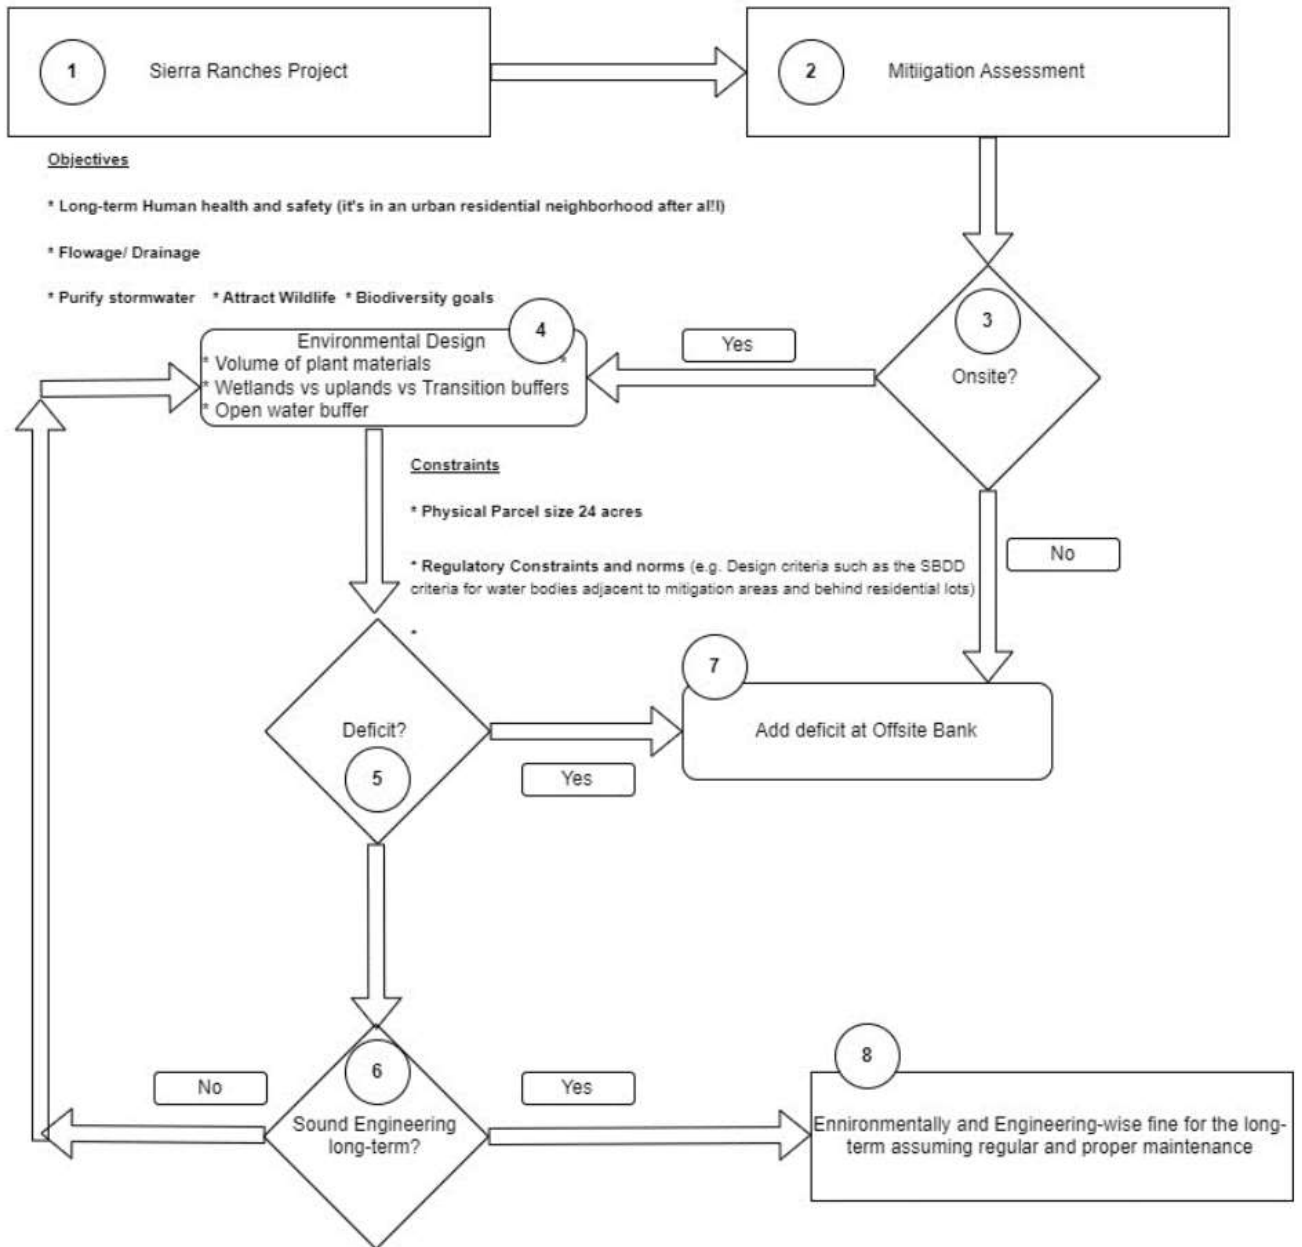 1
Sierra Ranches Project
2
Mitiigation Assessment
Objectives
* Long-term Human health and safety (it's in an urban residential neighborhood after al!l)
* Flowage/ Drainage
* Purify stormwater * Attract Wildlife * Biodiversity goals
3
Onsite?
Yes
4
Environmental Design
* Volume of plant materials *
* Wetlands vs uplands vs Transition buffers
* Open water buffer
Constraints
* Physical Parcel size 24 acres
* Regulatory Constraints and norms (e.g. Design criteria such as the SBDD
criteria for water bodies adjacent to mitigation areas and behind residential lots)
*
No
7
Add deficit at Offsite Bank
Deficit?
5
Yes
6
Sound Engineering
long-term?
No
Yes
8
Ennironmentally and Engineering-wise fine for the long-
term assuming regular and proper maintenance